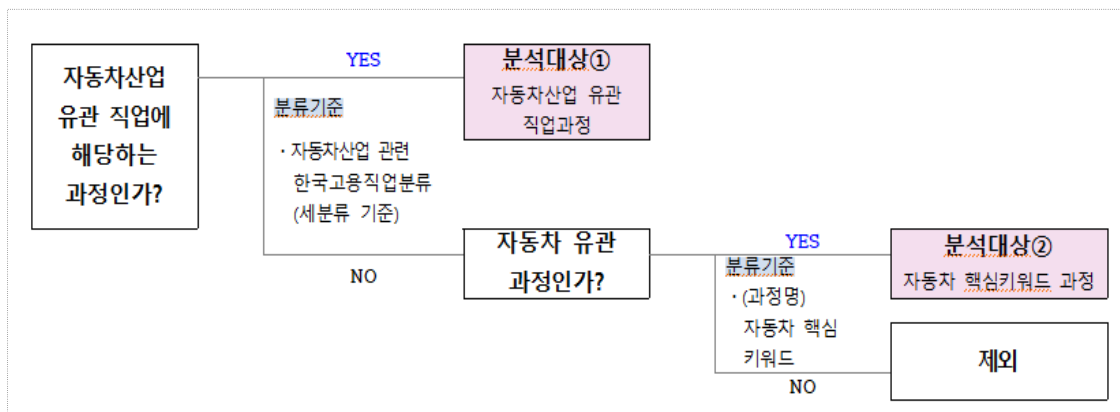 자동차산업
유관 직업에
해당하는
과정인가?
YES
분류기준
· 자동차산업 관련
한국고용직업분류
(세분류 기준)
NO
분석대상①
자동차산업 유관
직업과정
자동차 유관
과정인가?
YES
분류기준
· (과정명)
자동차 핵심
키워드
NO
분석대상②
자동차 핵심키워드 과정
제외